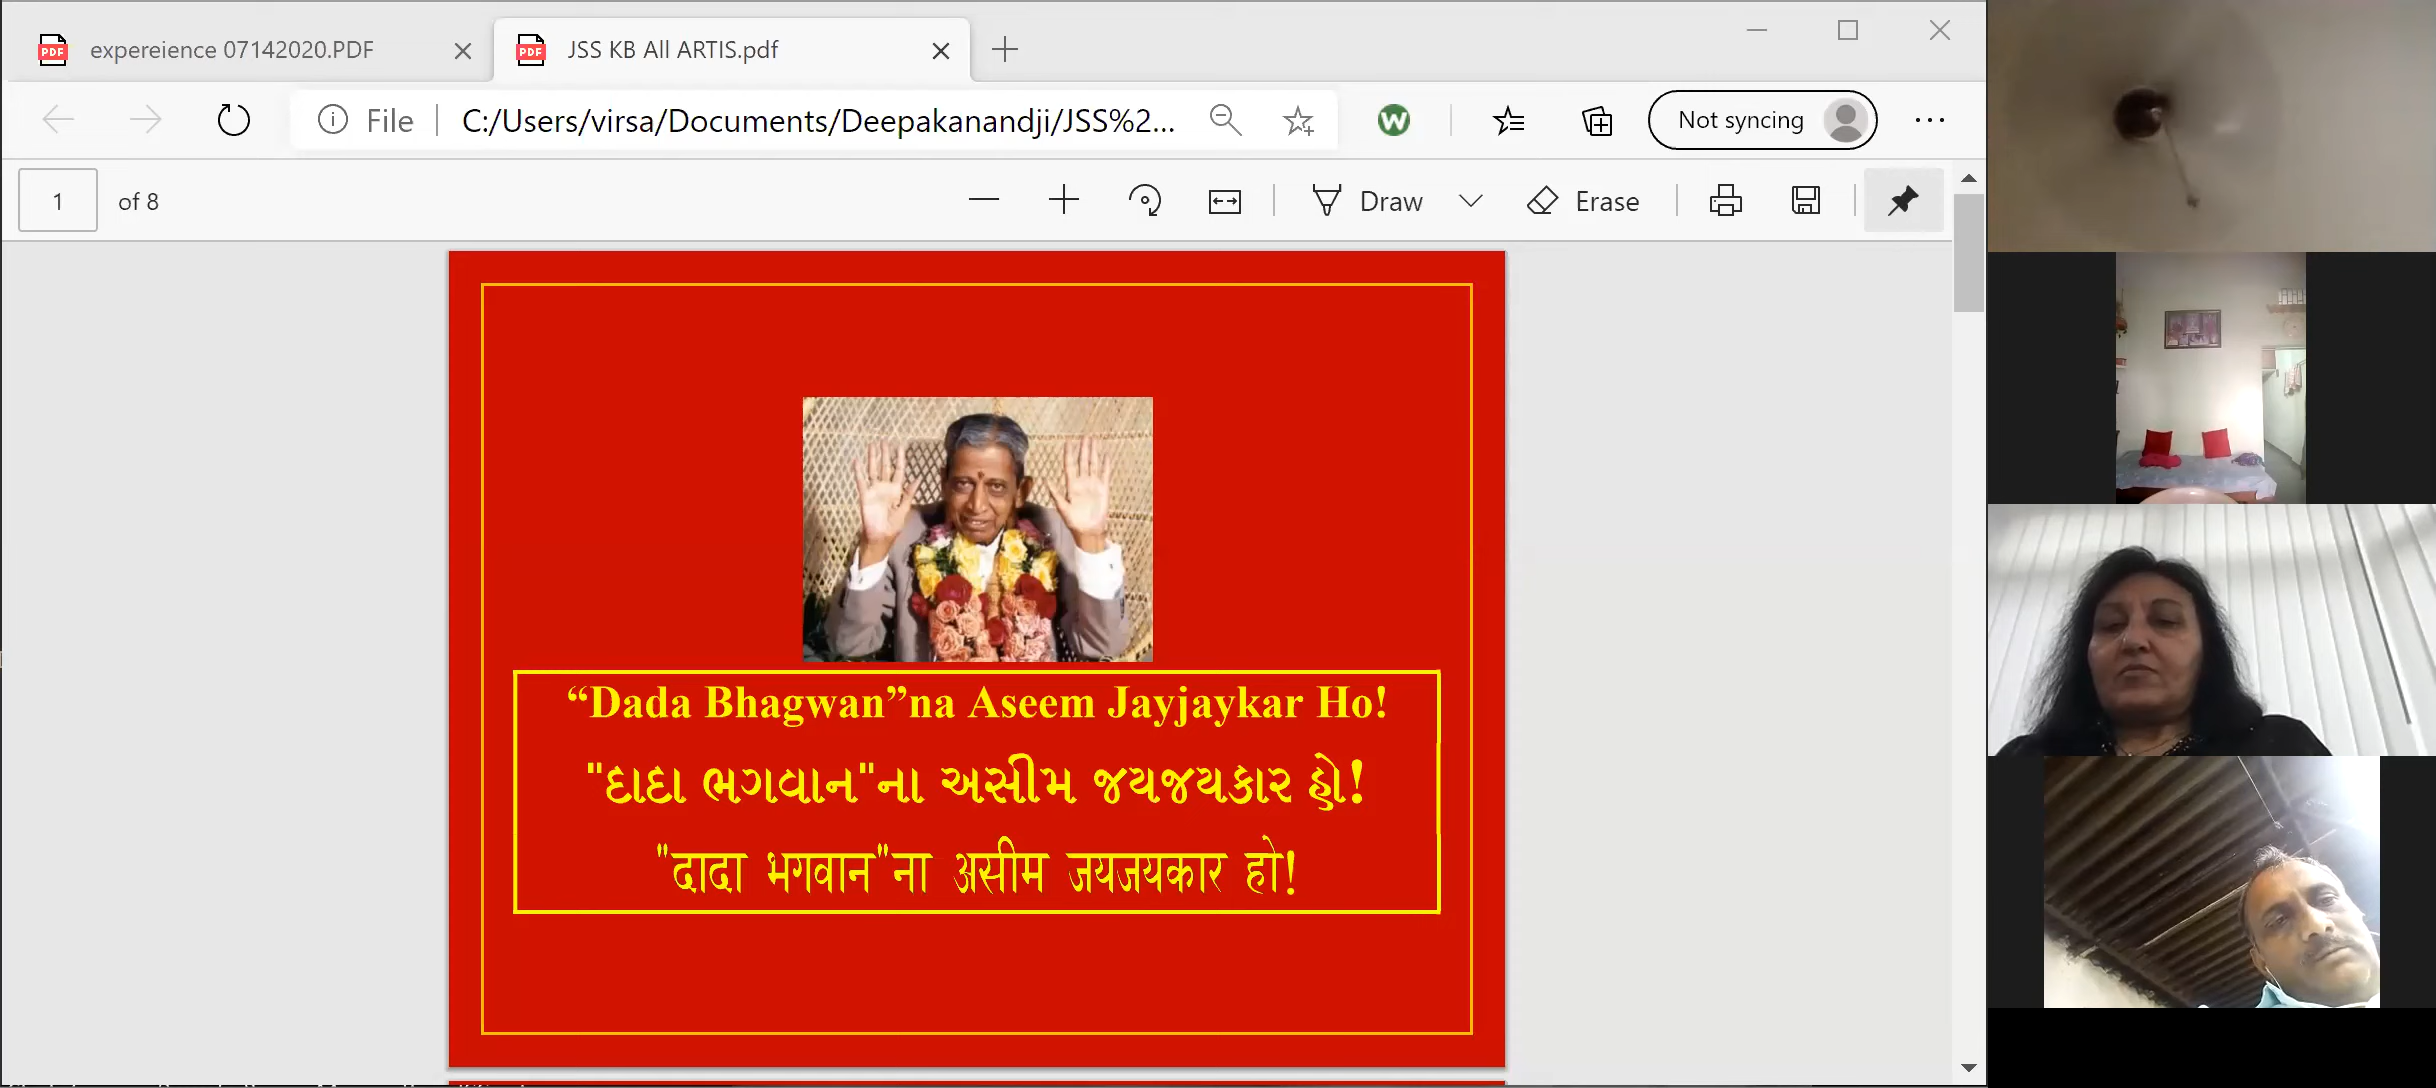 expereience 07142020.PDF
JSS KB All ARTIS.pdf
File
C:/Users/virsa/Documents/Deepakanandji/JSS%2...
Not syncing
1 of 8
Draw
Erase
“Dada Bhagwan”na Aseem Jayjaykar Ho!
"દાદા ભગવાન"ના અસીમ જયજયકાર હો!
"दादा भगवान"ना असीम जयजयकार हो!